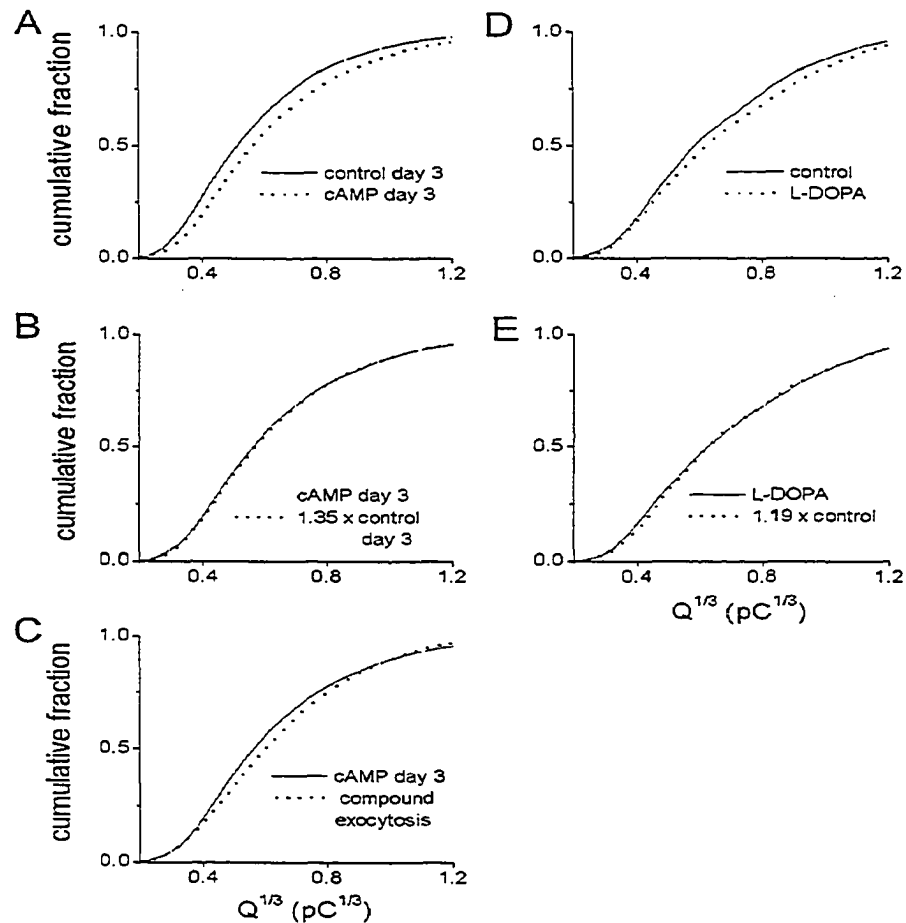 A
cumulative fraction
1.0
0.5
0.0
control day 3
cAMP day 3
0.4
0.8
1.2
B
cumulative fraction
1.0
0.5
0.0
cAMP day 3
1.35 x control
day 3
0.4
0.8
1.2
C
cumulative fraction
1.0
0.5
0.0
cAMP day 3
compound
exocytosis
0.4
0.8
1.2
Q^1/3 (pC^1/3)
D
1.0
0.5
0.0
control
L-DOPA
0.4
0.8
1.2
E
1.0
0.5
0.0
L-DOPA
1.19 x control
0.4
0.8
1.2
Q^1/3 (pC^1/3)